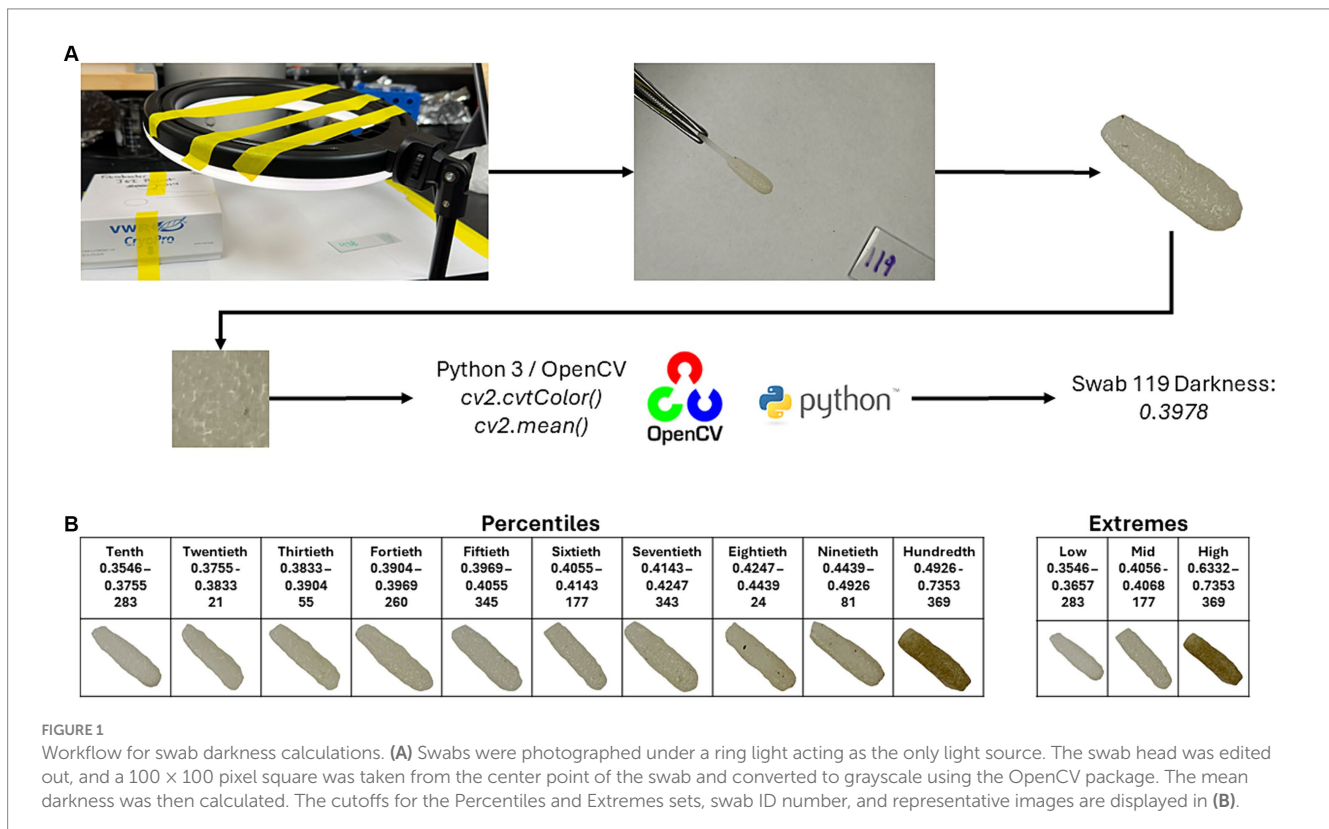 A
VWR
CryoPro
119
Python 3 / OpenCV
cv2.cvtColor()
cv2.mean()
OpenCV
python™
Swab 119 Darkness:
0.3978
B
Percentiles
Tenth
0.3546–
0.3755
283
Twentieth
0.3755-
0.3833
21
Thirtieth
0.3833–
0.3904
55
Fortieth
0.3904–
0.3969
260
Fiftieth
0.3969–
0.4055
345
Sixtieth
0.4055–
0.4143
177
Seventieth
0.4143–
0.4247
343
Eightieth
0.4247–
0.4439
24
Ninetieth
0.4439–
0.4926
81
Hundredth
0.4926-
0.7353
369
Extremes
Low
0.3546–
0.3657
283
Mid
0.4056-
0.4068
177
High
0.6332–
0.7353
369
FIGURE 1
Workflow for swab darkness calculations. (A) Swabs were photographed under a ring light acting as the only light source. The swab head was edited
out, and a 100 × 100 pixel square was taken from the center point of the swab and converted to grayscale using the OpenCV package. The mean
darkness was then calculated. The cutoffs for the Percentiles and Extremes sets, swab ID number, and representative images are displayed in (B).